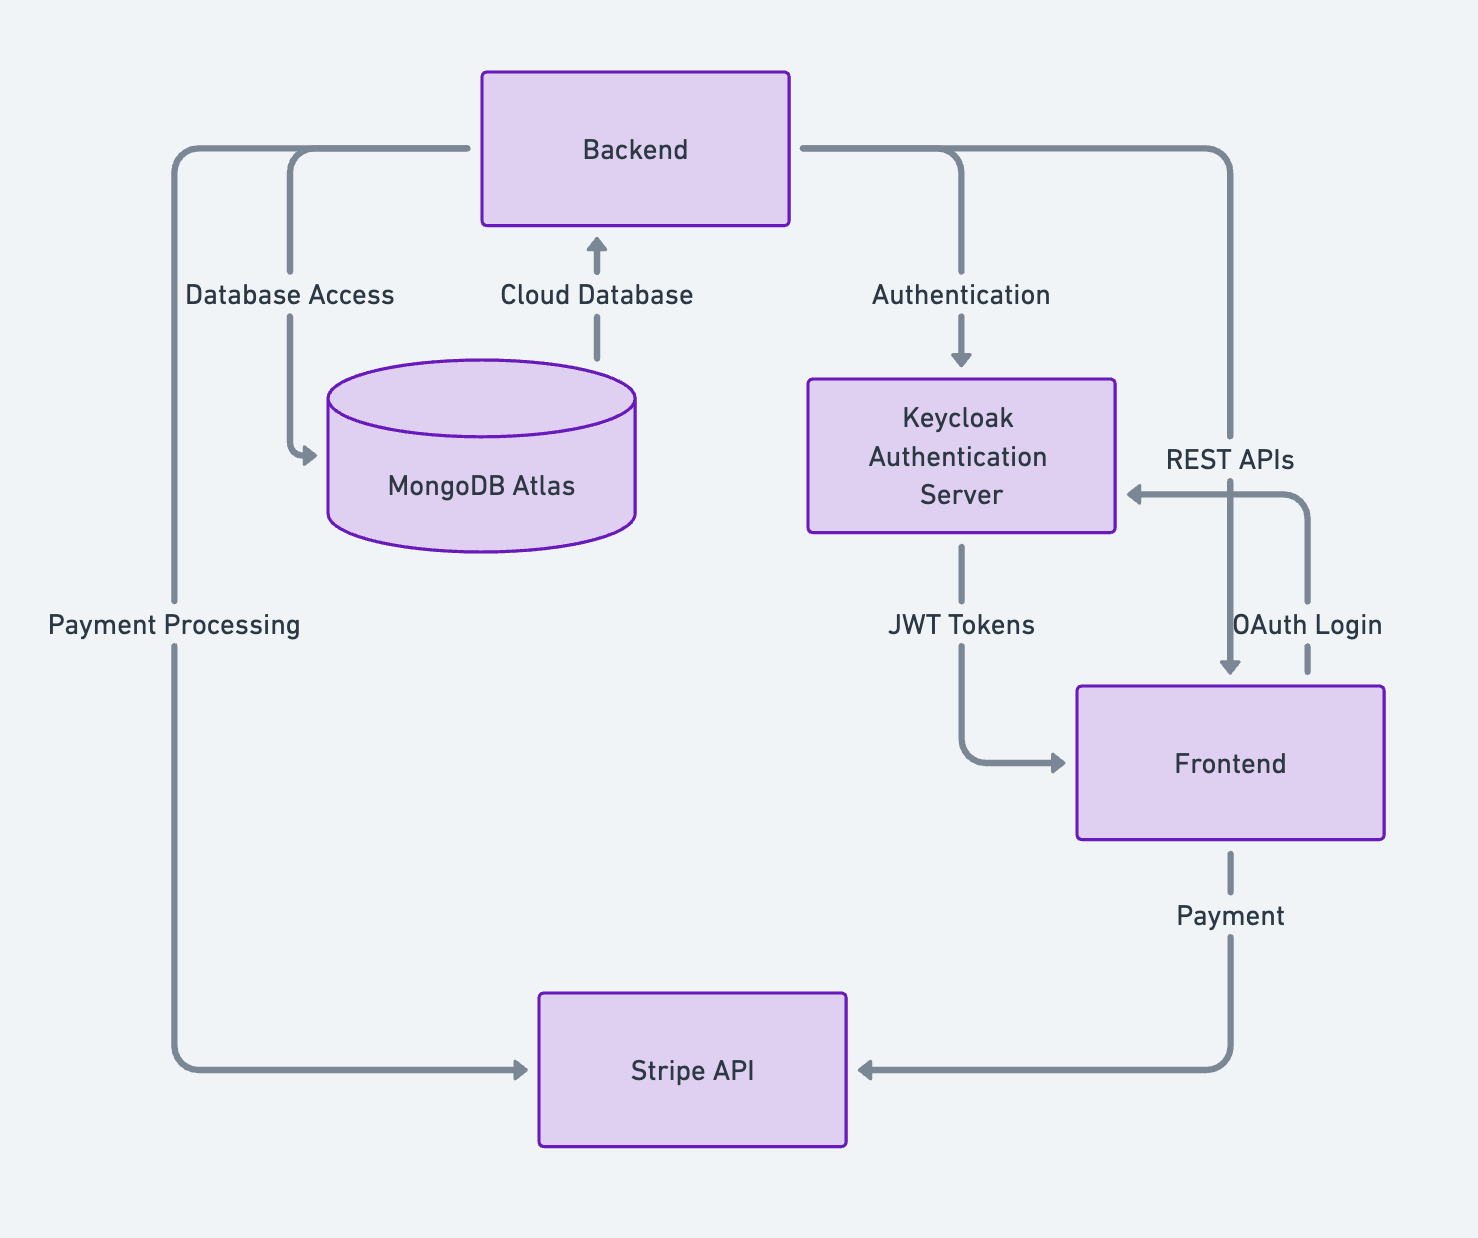 Backend
Database Access
Cloud Database
Authentication
Keycloak
Authentication
Server
MongoDB Atlas
REST APIs
Payment Processing
JWT Tokens
OAuth Login
Frontend
Payment
Stripe API